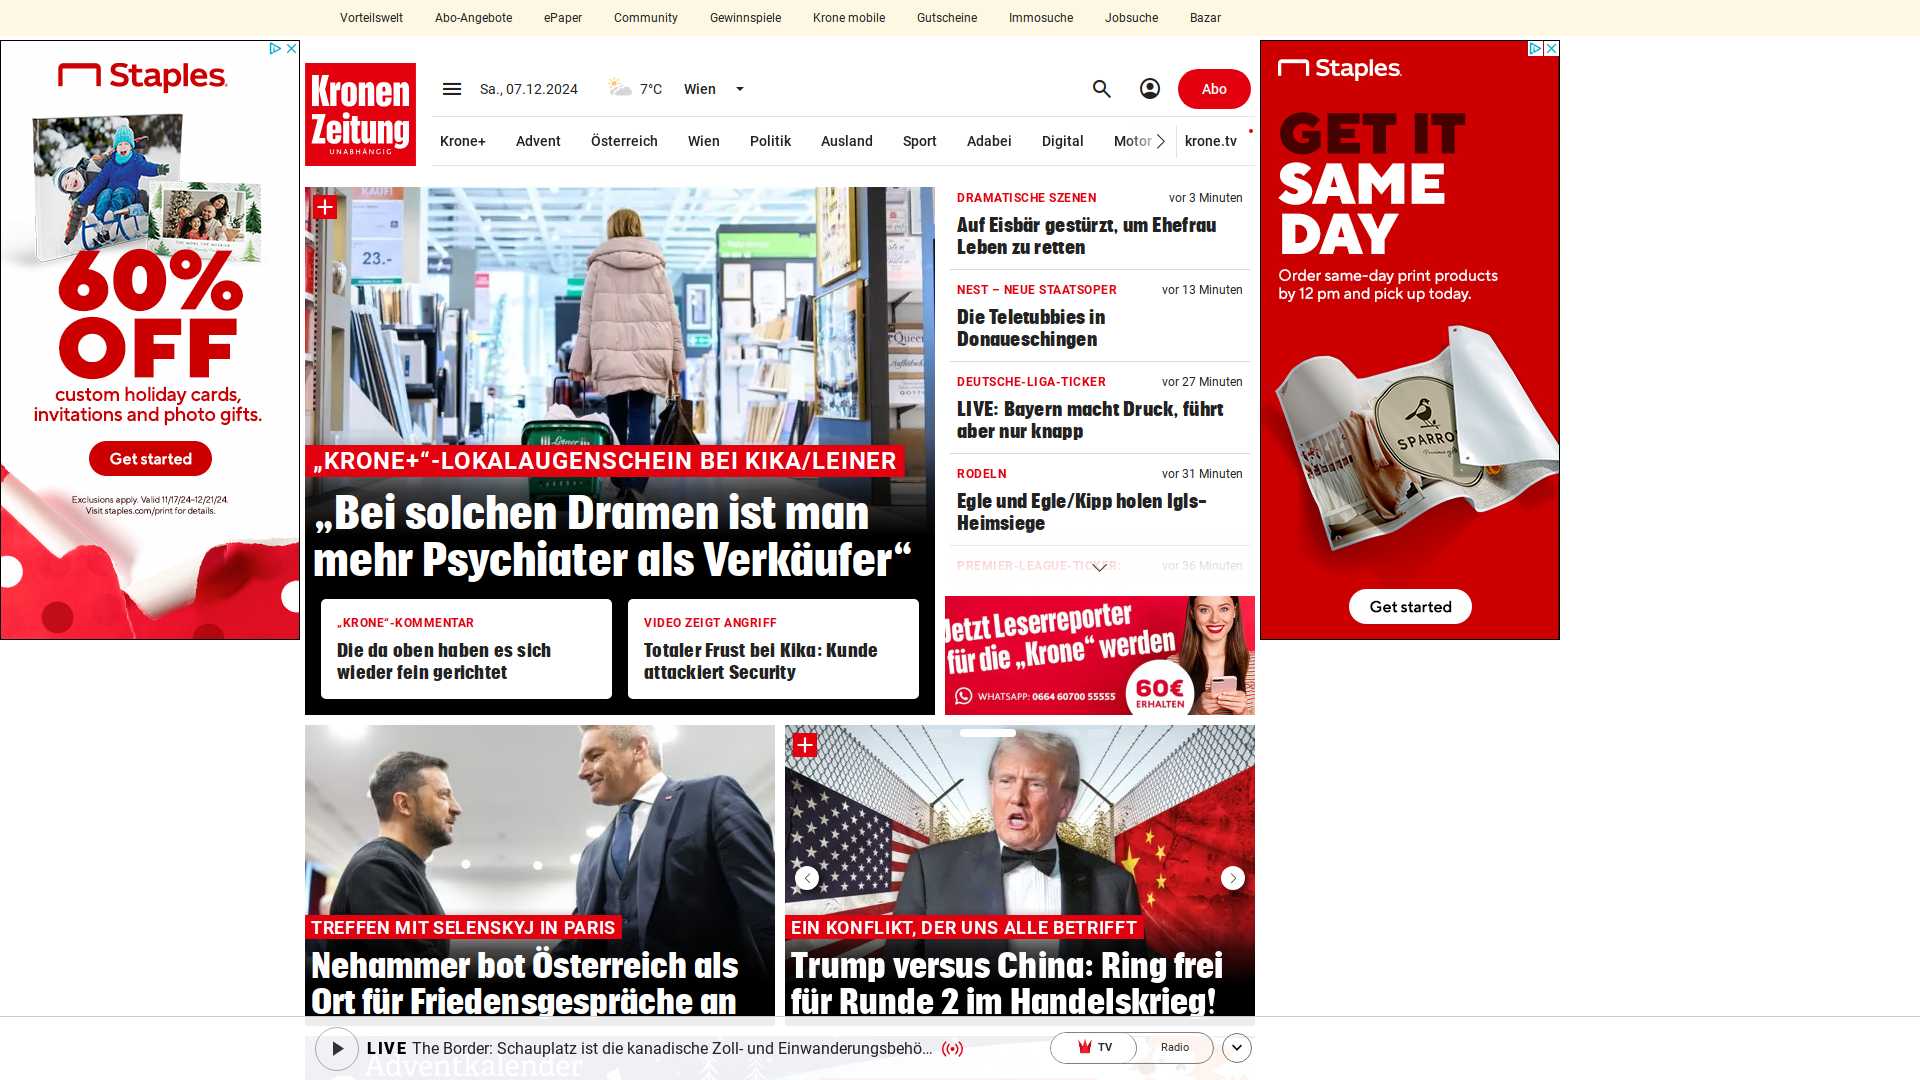 Vorteilswelt Abo-Angebote ePaper Community Gewinnspiele Krone mobile Gutscheine Immosuche Jobsuche Bazar
Staples
60%
OFF
custom holiday cards,
invitations and photo gifts.
Get started
Exclusions apply. Valid 11/17/24–12/21/24.
Visit staples.com/print for details.
Kronen
Zeitung
UNABHÄNGIG
Sa., 07.12.2024 7°C Wien
Abo
Krone+ Advent Österreich Wien Politik Ausland Sport Adabei Digital Motor krone.tv
KAUF!
23.-
„KRONE+“-LOKALAUGENSCHEIN BEI KIKA/LEINER
„Bei solchen Dramen ist man
mehr Psychiater als Verkäufer“
„KRONE“-KOMMENTAR
Die da oben haben es sich
wieder fein gerichtet
VIDEO ZEIGT ANGRIFF
Totaler Frust bei Kika: Kunde
attackiert Security
DRAMATISCHE SZENEN vor 3 Minuten
Auf Eisbär gestürzt, um Ehefrau
Leben zu retten
NEST – NEUE STAATSOPER vor 13 Minuten
Die Teletubbies in
Donaueschingen
DEUTSCHE-LIGA-TICKER vor 27 Minuten
LIVE: Bayern macht Druck, führt
aber nur knapp
RODELN vor 31 Minuten
Egle und Egle/Kipp holen Igls-
Heimsiege
PREMIER-LEAGUE-TICKER: vor 36 Minuten
Jetzt Leserreporter
für die „Krone“ werden
WHATSAPP: 0664 60700 55555
60€
ERHALTEN
TREFFEN MIT SELENSKYJ IN PARIS
Nehammer bot Österreich als
Ort für Friedensgespräche an
EIN KONFLIKT, DER UNS ALLE BETRIFFT
Trump versus China: Ring frei
für Runde 2 im Handelskrieg!
Staples
GET IT
SAME
DAY
Order same-day print products
by 12 pm and pick up today.
SPARRO
Get started
LIVE The Border: Schauplatz ist die kanadische Zoll- und Einwanderungsbehö...
TV Radio
Adventkalender